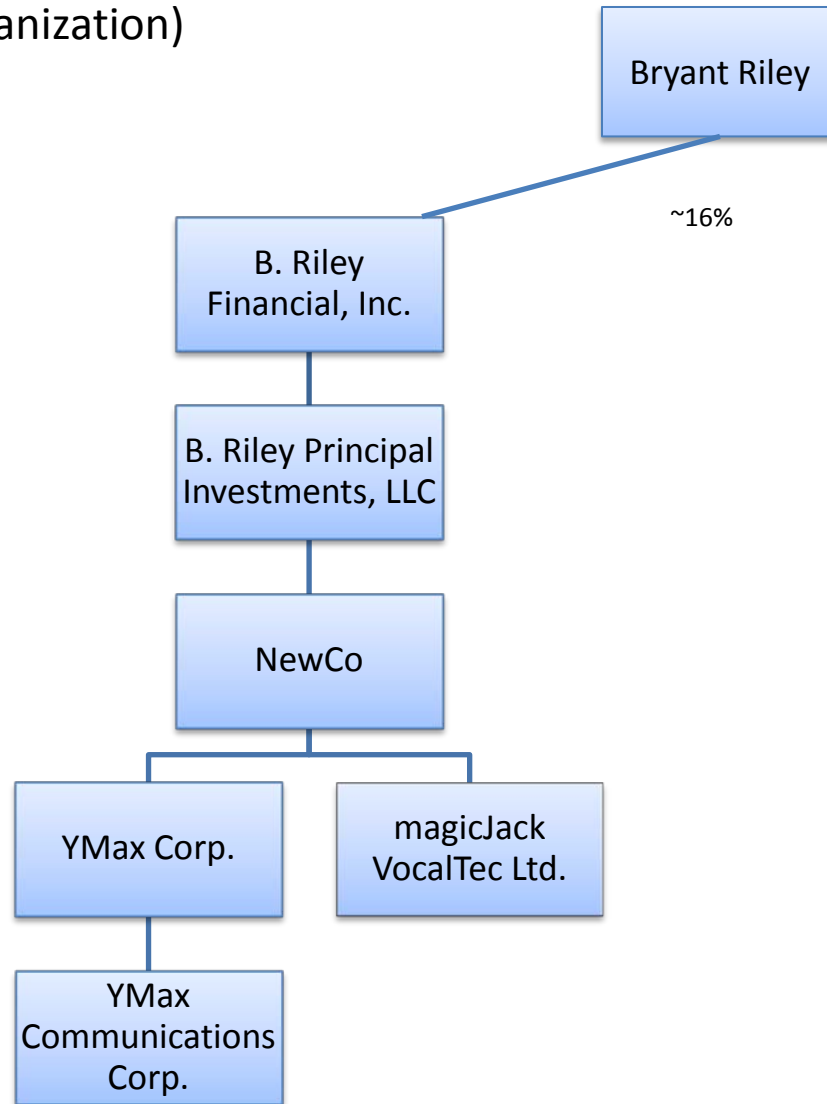 anization)
Bryant Riley
~16%
B. Riley
Financial, Inc.
B. Riley Principal
Investments, LLC
NewCo
YMax Corp.
magicJack
VocalTec Ltd.
YMax
Communications
Corp.